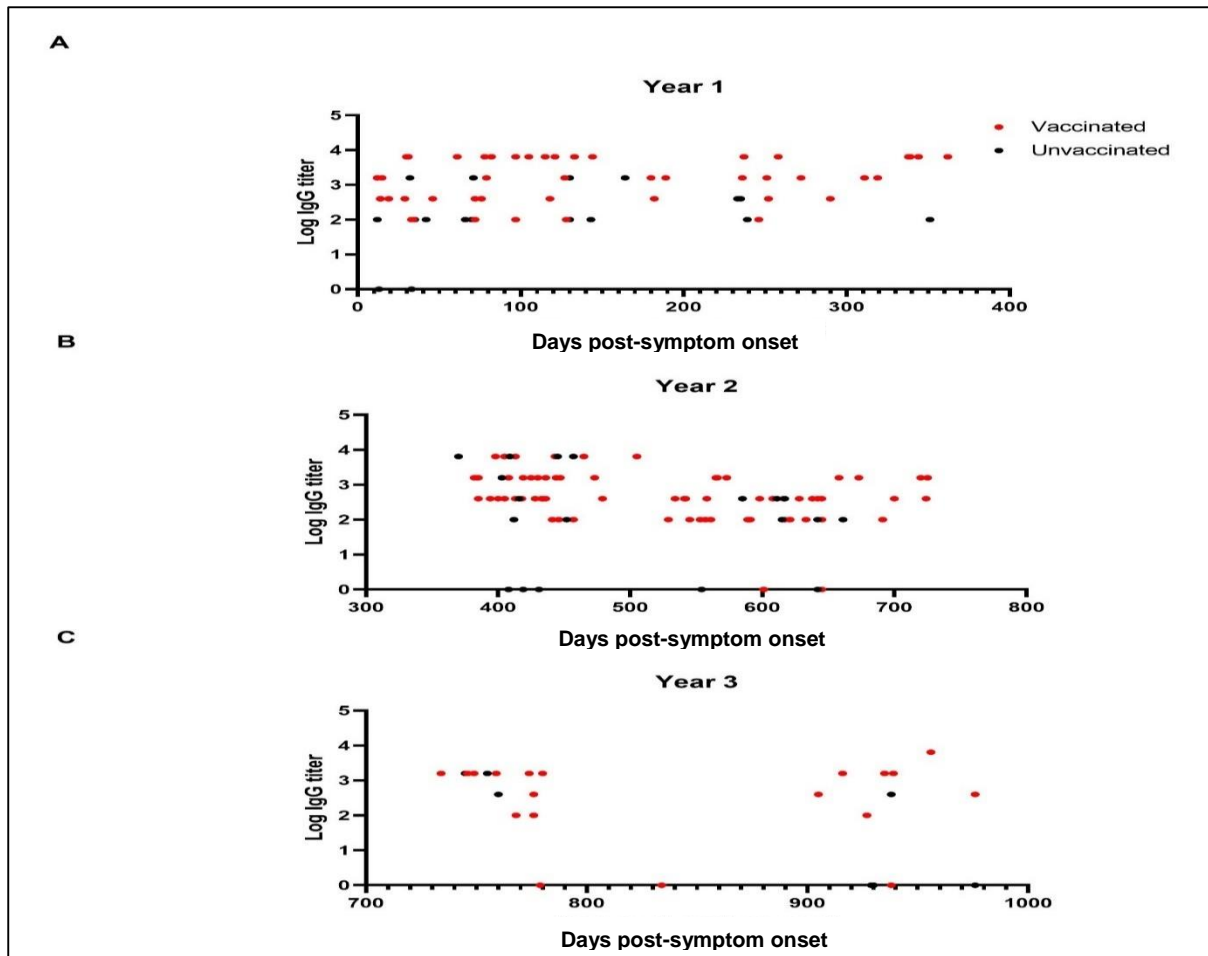 A
Year 1
5
4
3
2
1
0
Log IgG titer
0 100 200 300 400
Days post-symptom onset
Vaccinated
Unvaccinated
B
Year 2
5
4
3
2
1
0
Log IgG titer
300 400 500 600 700 800
Days post-symptom onset
C
Year 3
5
4
3
2
1
0
Log IgG titer
700 800 900 1000
Days post-symptom onset